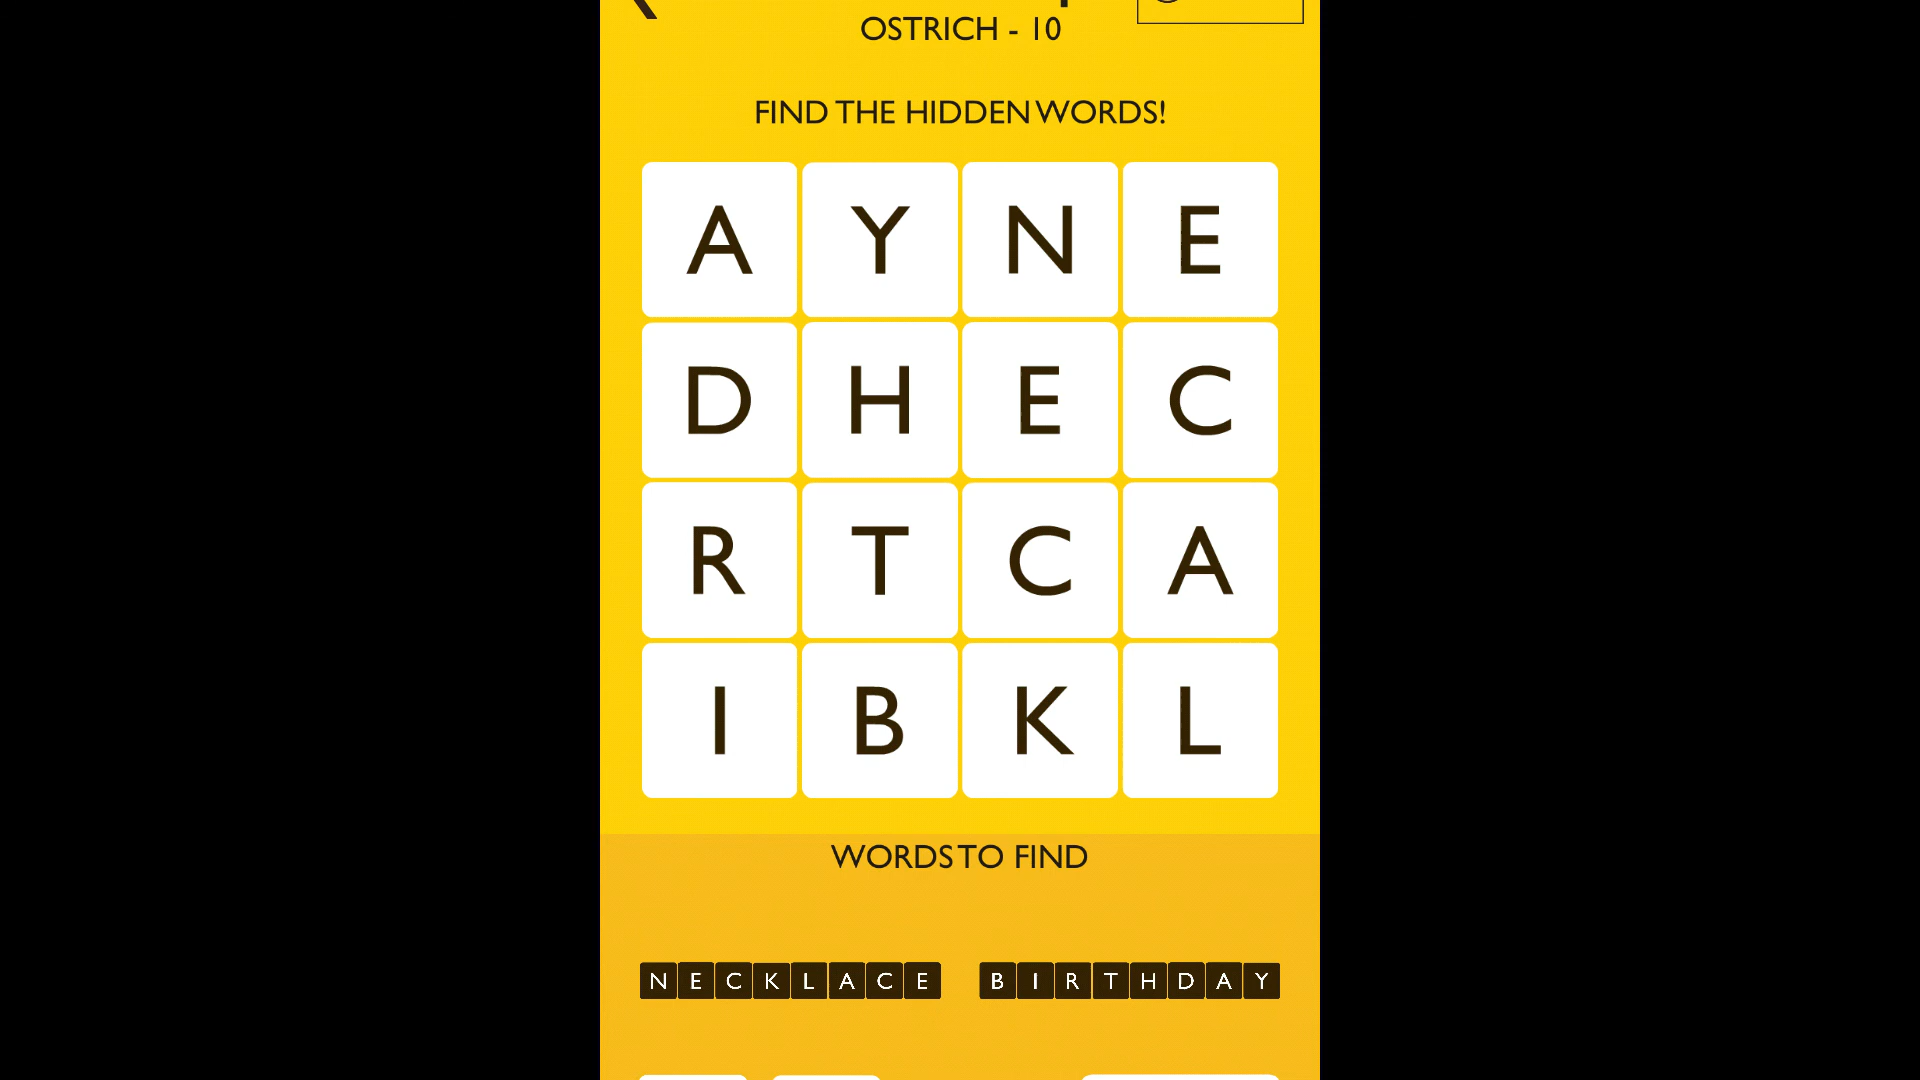 OSTRICH - 10
FIND THE HIDDEN WORDS!
A Y N E
D H E C
R T C A
I B K L
WORDS TO FIND
NECKLACE BIRTHDAY